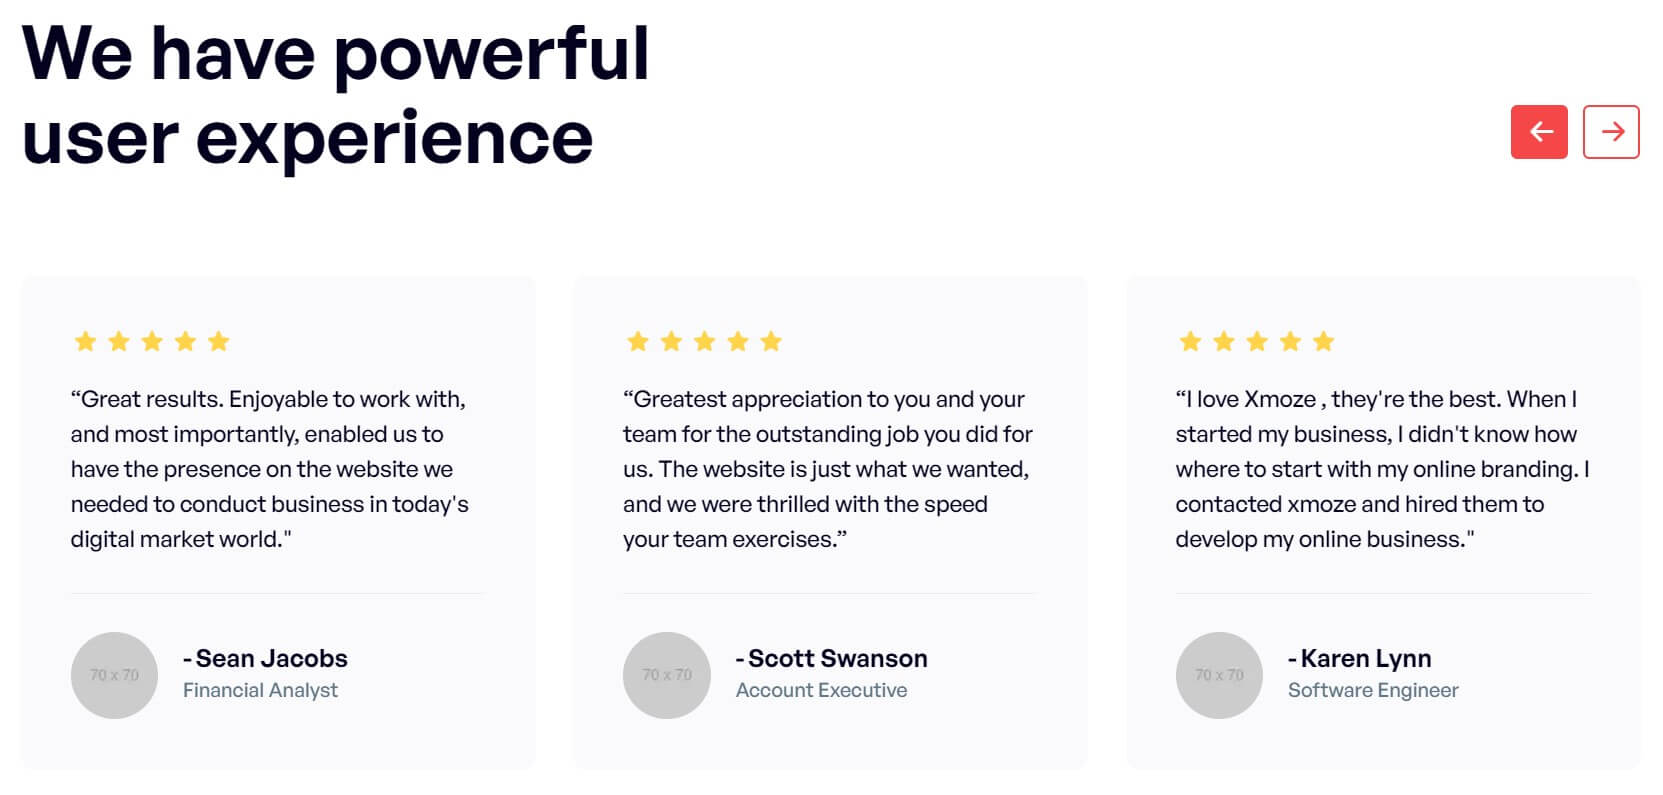 We have powerful
user experience
“Great results. Enjoyable to work with,
and most importantly, enabled us to
have the presence on the website we
needed to conduct business in today's
digital market world."
70 x 70
- Sean Jacobs
Financial Analyst
“Greatest appreciation to you and your
team for the outstanding job you did for
us. The website is just what we wanted,
and we were thrilled with the speed
your team exercises.”
70 x 70
- Scott Swanson
Account Executive
“I love Xmoze , they're the best. When I
started my business, I didn't know how
where to start with my online branding. I
contacted xmoze and hired them to
develop my online business."
70 x 70
- Karen Lynn
Software Engineer